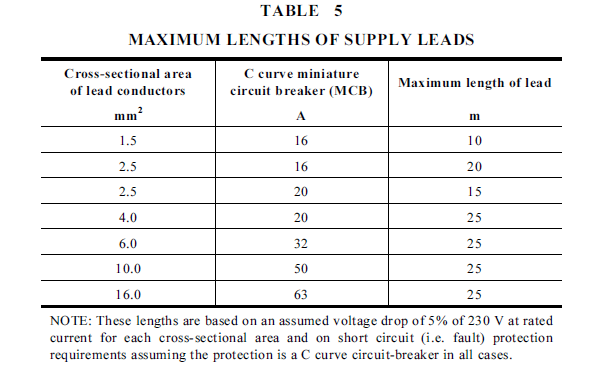 TABLE 5
MAXIMUM LENGTHS OF SUPPLY LEADS
Cross-sectional area of lead conductors C curve miniature circuit breaker (MCB) Maximum length of lead
mm² A m
1.5 16 10
2.5 16 20
2.5 20 15
4.0 20 25
6.0 32 25
10.0 50 25
16.0 63 25
NOTE: These lengths are based on an assumed voltage drop of 5% of 230 V at rated
current for each cross-sectional area and on short circuit (i.e. fault) protection
requirements assuming the protection is a C curve circuit-breaker in all cases.